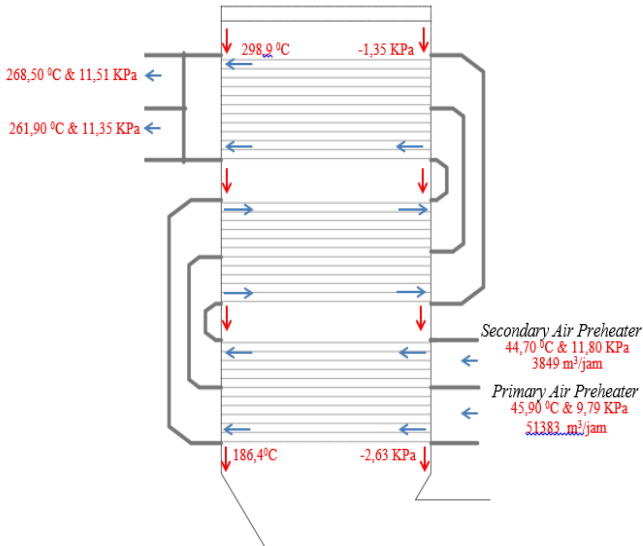 298,9 ⁰C
-1,35 KPa
268,50 ⁰C & 11,51 KPa
261,90 ⁰C & 11,35 KPa
Secondary Air Preheater
44,70 ⁰C & 11,80 KPa
3849 m³/jam
Primary Air Preheater
45,90 ⁰C & 9,79 KPa
51383 m³/jam
186,4⁰C
-2,63 KPa